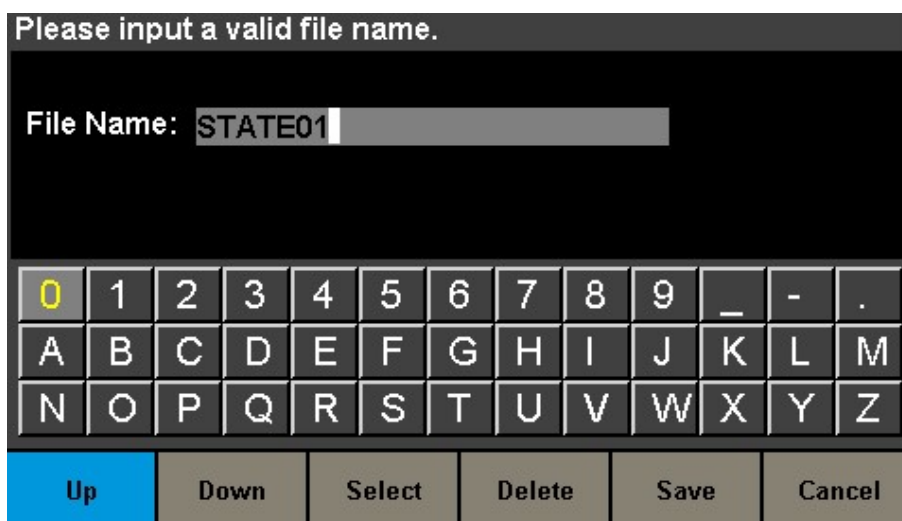 Please input a valid file name.
File Name: STATE01
0 1 2 3 4 5 6 7 8 9 _ - .
A B C D E F G H I J K L M
N O P Q R S T U V W X Y Z
Up Down Select Delete Save Cancel